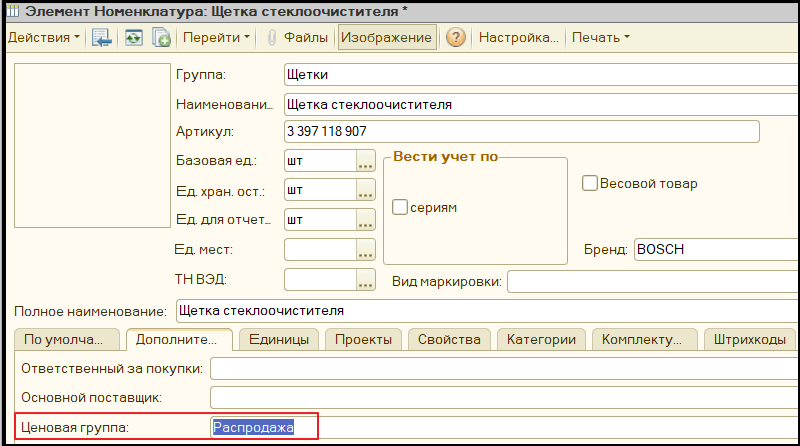 Элемент Номенклатура: Щетка стеклоочистителя *
Действия Перейти Файлы Изображение ? Настройка... Печать
Группа: Щетки
Наименовани.. Щетка стеклоочистителя
Артикул: 3 397 118 907
Базовая ед.: шт ... Вести учет по
Весовой товар
Ед. хран. ост.: шт ...
сериям
Ед. для отчет.. шт ...
Ед. мест: ... Бренд: BOSCH
ТН ВЭД: ... Вид маркировки:
Полное наименование: Щетка стеклоочистителя
По умолча... Дополните... Единицы Проекты Свойства Категории Комплекту... Штрихкоды
Ответственный за покупки:
Основной поставщик:
Ценовая группа: Распродажа